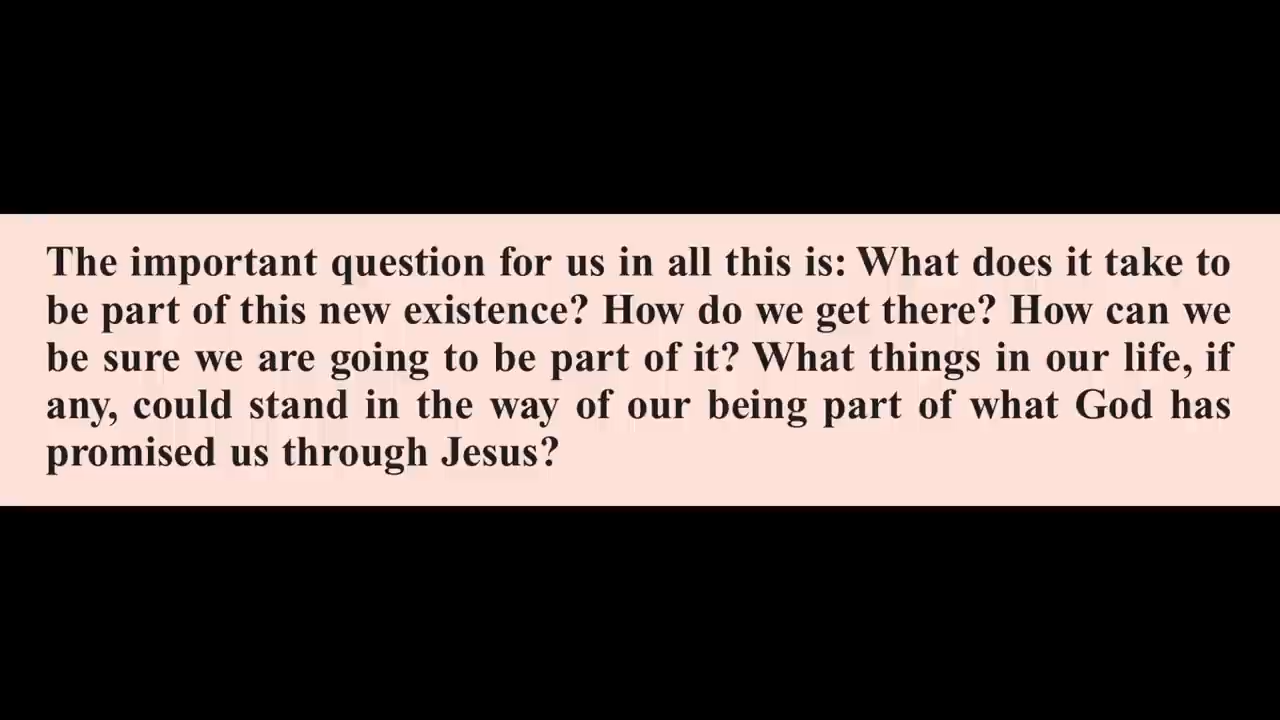 The important question for us in all this is: What does it take to
be part of this new existence? How do we get there? How can we
be sure we are going to be part of it? What things in our life, if
any, could stand in the way of our being part of what God has
promised us through Jesus?